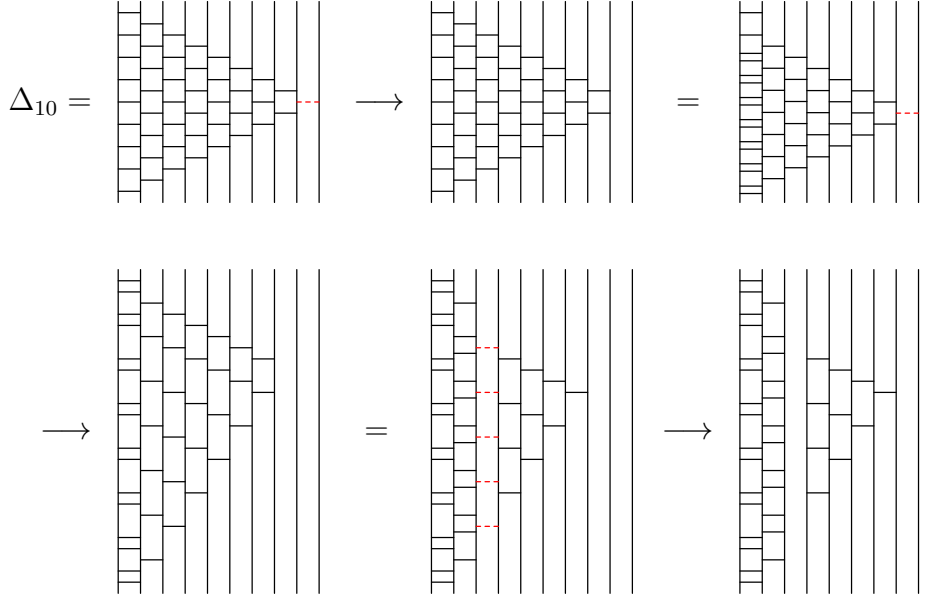 Δ₁₀ = ⟶ =
⟶ = ⟶